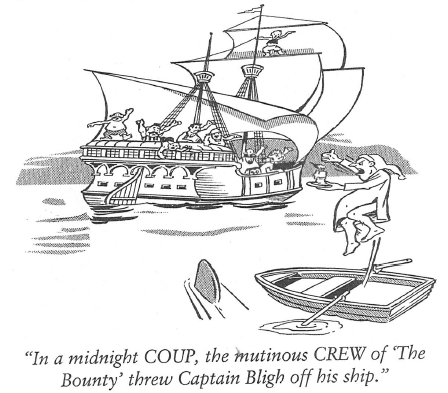 “In a midnight COUP, the mutinous CREW of ‘The
Bounty’ threw Captain Bligh off his ship.”